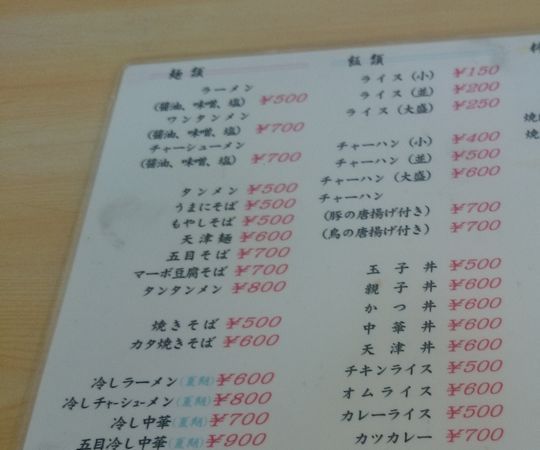 麺類
ラーメン
(醤油、味噌、塩) ¥500
ワンタンメン
(醤油、味噌、塩) ¥700
チャーシューメン
(醤油、味噌、塩) ¥700
タンメン ¥500
うまにそば ¥500
もやしそば ¥500
天津麺 ¥600
五目そば ¥700
マーボ豆腐そば ¥700
タンタンメン ¥800
焼きそば ¥500
カタ焼きそば ¥600
冷しラーメン(夏期) ¥600
冷しチャーシューメン(夏期) ¥800
冷し中華(夏期) ¥700
五目冷し中華(夏期) ¥900
飯類
ライス(小) ¥150
ライス(並) ¥200
ライス(大盛) ¥250
チャーハン(小) ¥400
チャーハン(並) ¥500
チャーハン(大盛) ¥600
チャーハン
(豚の唐揚げ付き) ¥700
(鳥の唐揚げ付き) ¥700
玉子丼 ¥500
親子丼 ¥600
かつ丼 ¥600
中華丼 ¥600
天津丼 ¥600
チキンライス ¥500
オムライス ¥600
カレーライス ¥500
カツカレー ¥700
焼
焼